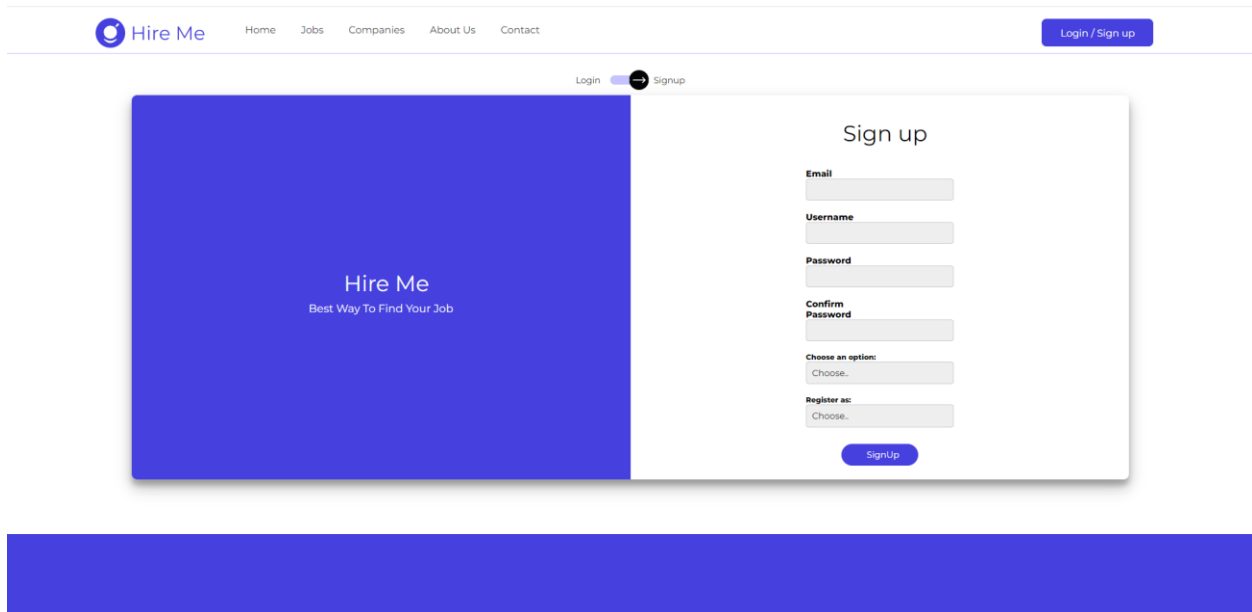 Hire Me Home Jobs Companies About Us Contact Login / Sign up
Login Signup
Hire Me
Best Way To Find Your Job
Sign up
Email
Username
Password
Confirm
Password
Choose an option:
Choose..
Register as:
Choose..
SignUp